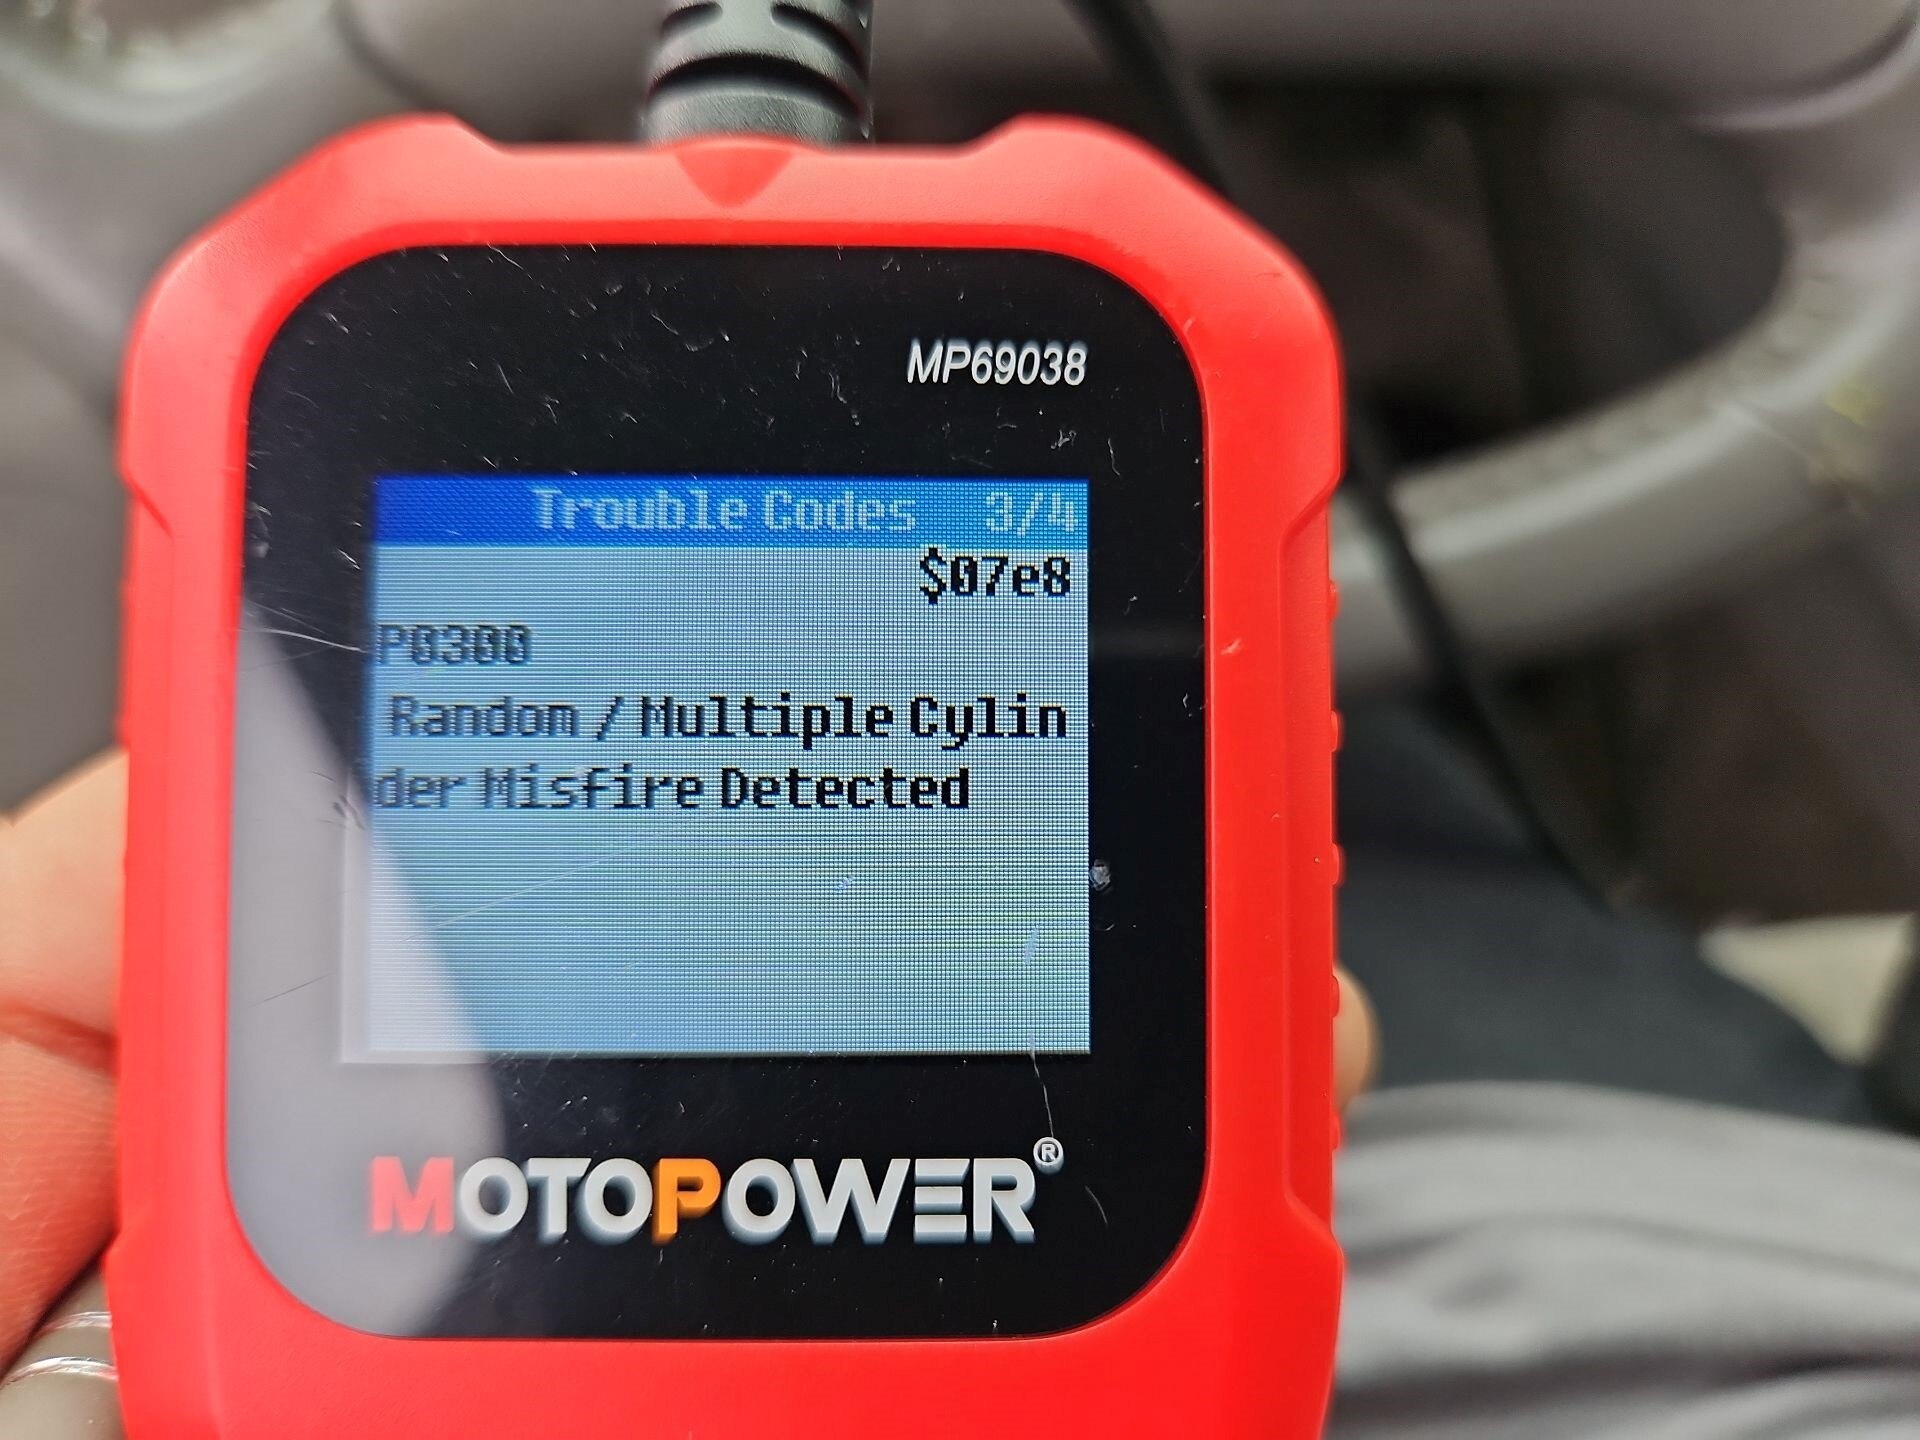 MP69038
Trouble Codes 3/4
$07e8
P0300
Random / Multiple Cylin
der Misfire Detected
MOTOPOWER®